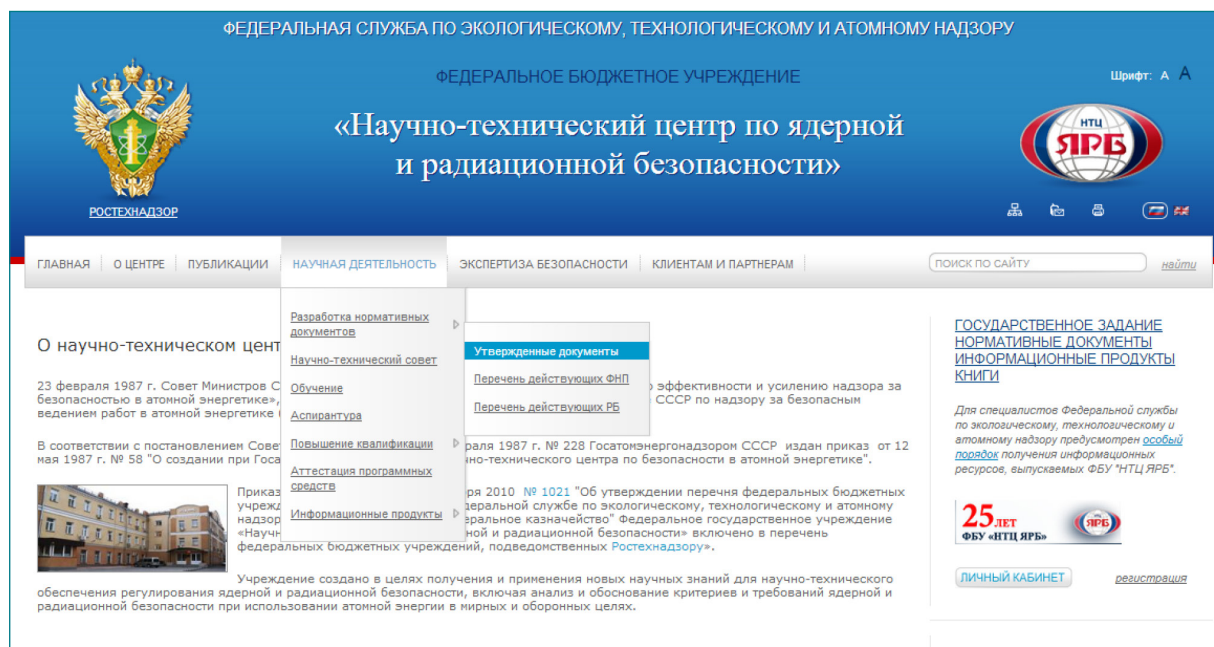 ФЕДЕРАЛЬНАЯ СЛУЖБА ПО ЭКОЛОГИЧЕСКОМУ, ТЕХНОЛОГИЧЕСКОМУ И АТОМНОМУ НАДЗОРУ
ФЕДЕРАЛЬНОЕ БЮДЖЕТНОЕ УЧРЕЖДЕНИЕ
Шрифт: А А
«Научно-технический центр по ядерной
и радиационной безопасности»
НТЦ
ЯРБ
РОСТЕХНАДЗОР
ГЛАВНАЯ О ЦЕНТРЕ ПУБЛИКАЦИИ НАУЧНАЯ ДЕЯТЕЛЬНОСТЬ ЭКСПЕРТИЗА БЕЗОПАСНОСТИ КЛИЕНТАМ И ПАРТНЕРАМ ПОИСК ПО САЙТУ найти
Разработка нормативных
документов
Научно-технический совет
Обучение
Аспирантура
Повышение квалификации
Аттестация программных
средств
Информационные продукты
Утвержденные документы
Перечень действующих ФНП
Перечень действующих РБ
О научно-техническом цент
23 февраля 1987 г. Совет Министров С эффективности и усилению надзора за
безопасностью в атомной энергетике», СССР по надзору за безопасным
ведением работ в атомной энергетике
В соответствии с постановлением Совет раля 1987 г. № 228 Госатомэнергонадзором СССР издан приказ от 12
мая 1987 г. № 58 "О создании при Госа но-технического центра по безопасности в атомной энергетике".
Приказ ря 2010 № 1021 "Об утверждении перечня федеральных бюджетных
учрежд деральной службе по экологическому, технологическому и атомному
надзор еральное казначейство" Федеральное государственное учреждение
«Научн ной и радиационной безопасности» включено в перечень
федеральных бюджетных учреждений, подведомственных Ростехнадзору».
Учреждение создано в целях получения и применения новых научных знаний для научно-технического
обеспечения регулирования ядерной и радиационной безопасности, включая анализ и обоснование критериев и требований ядерной и
радиационной безопасности при использовании атомной энергии в мирных и оборонных целях.
ГОСУДАРСТВЕННОЕ ЗАДАНИЕ
НОРМАТИВНЫЕ ДОКУМЕНТЫ
ИНФОРМАЦИОННЫЕ ПРОДУКТЫ
КНИГИ
Для специалистов Федеральной службы
по экологическому, технологическому и
атомному надзору предусмотрен особый
порядок получения информационных
ресурсов, выпускаемых ФБУ "НТЦ ЯРБ".
25 ЛЕТ
ФБУ «НТЦ ЯРБ»
ЯРБ
ЛИЧНЫЙ КАБИНЕТ регистрация